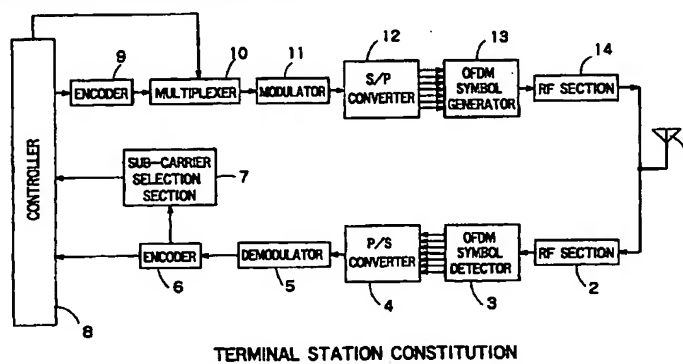 9
10
11
12
13
14
ENCODER
MULTIPLEXER
MODULATOR
S/P
CONVERTER
OFDM
SYMBOL
GENERATOR
RF SECTION
CONTROLLER
SUB-CARRIER
SELECTION
SECTION
7
ENCODER
6
DEMODULATOR
5
P/S
CONVERTER
4
OFDM
SYMBOL
DETECTOR
3
RF SECTION
2
8
TERMINAL STATION CONSTITUTION